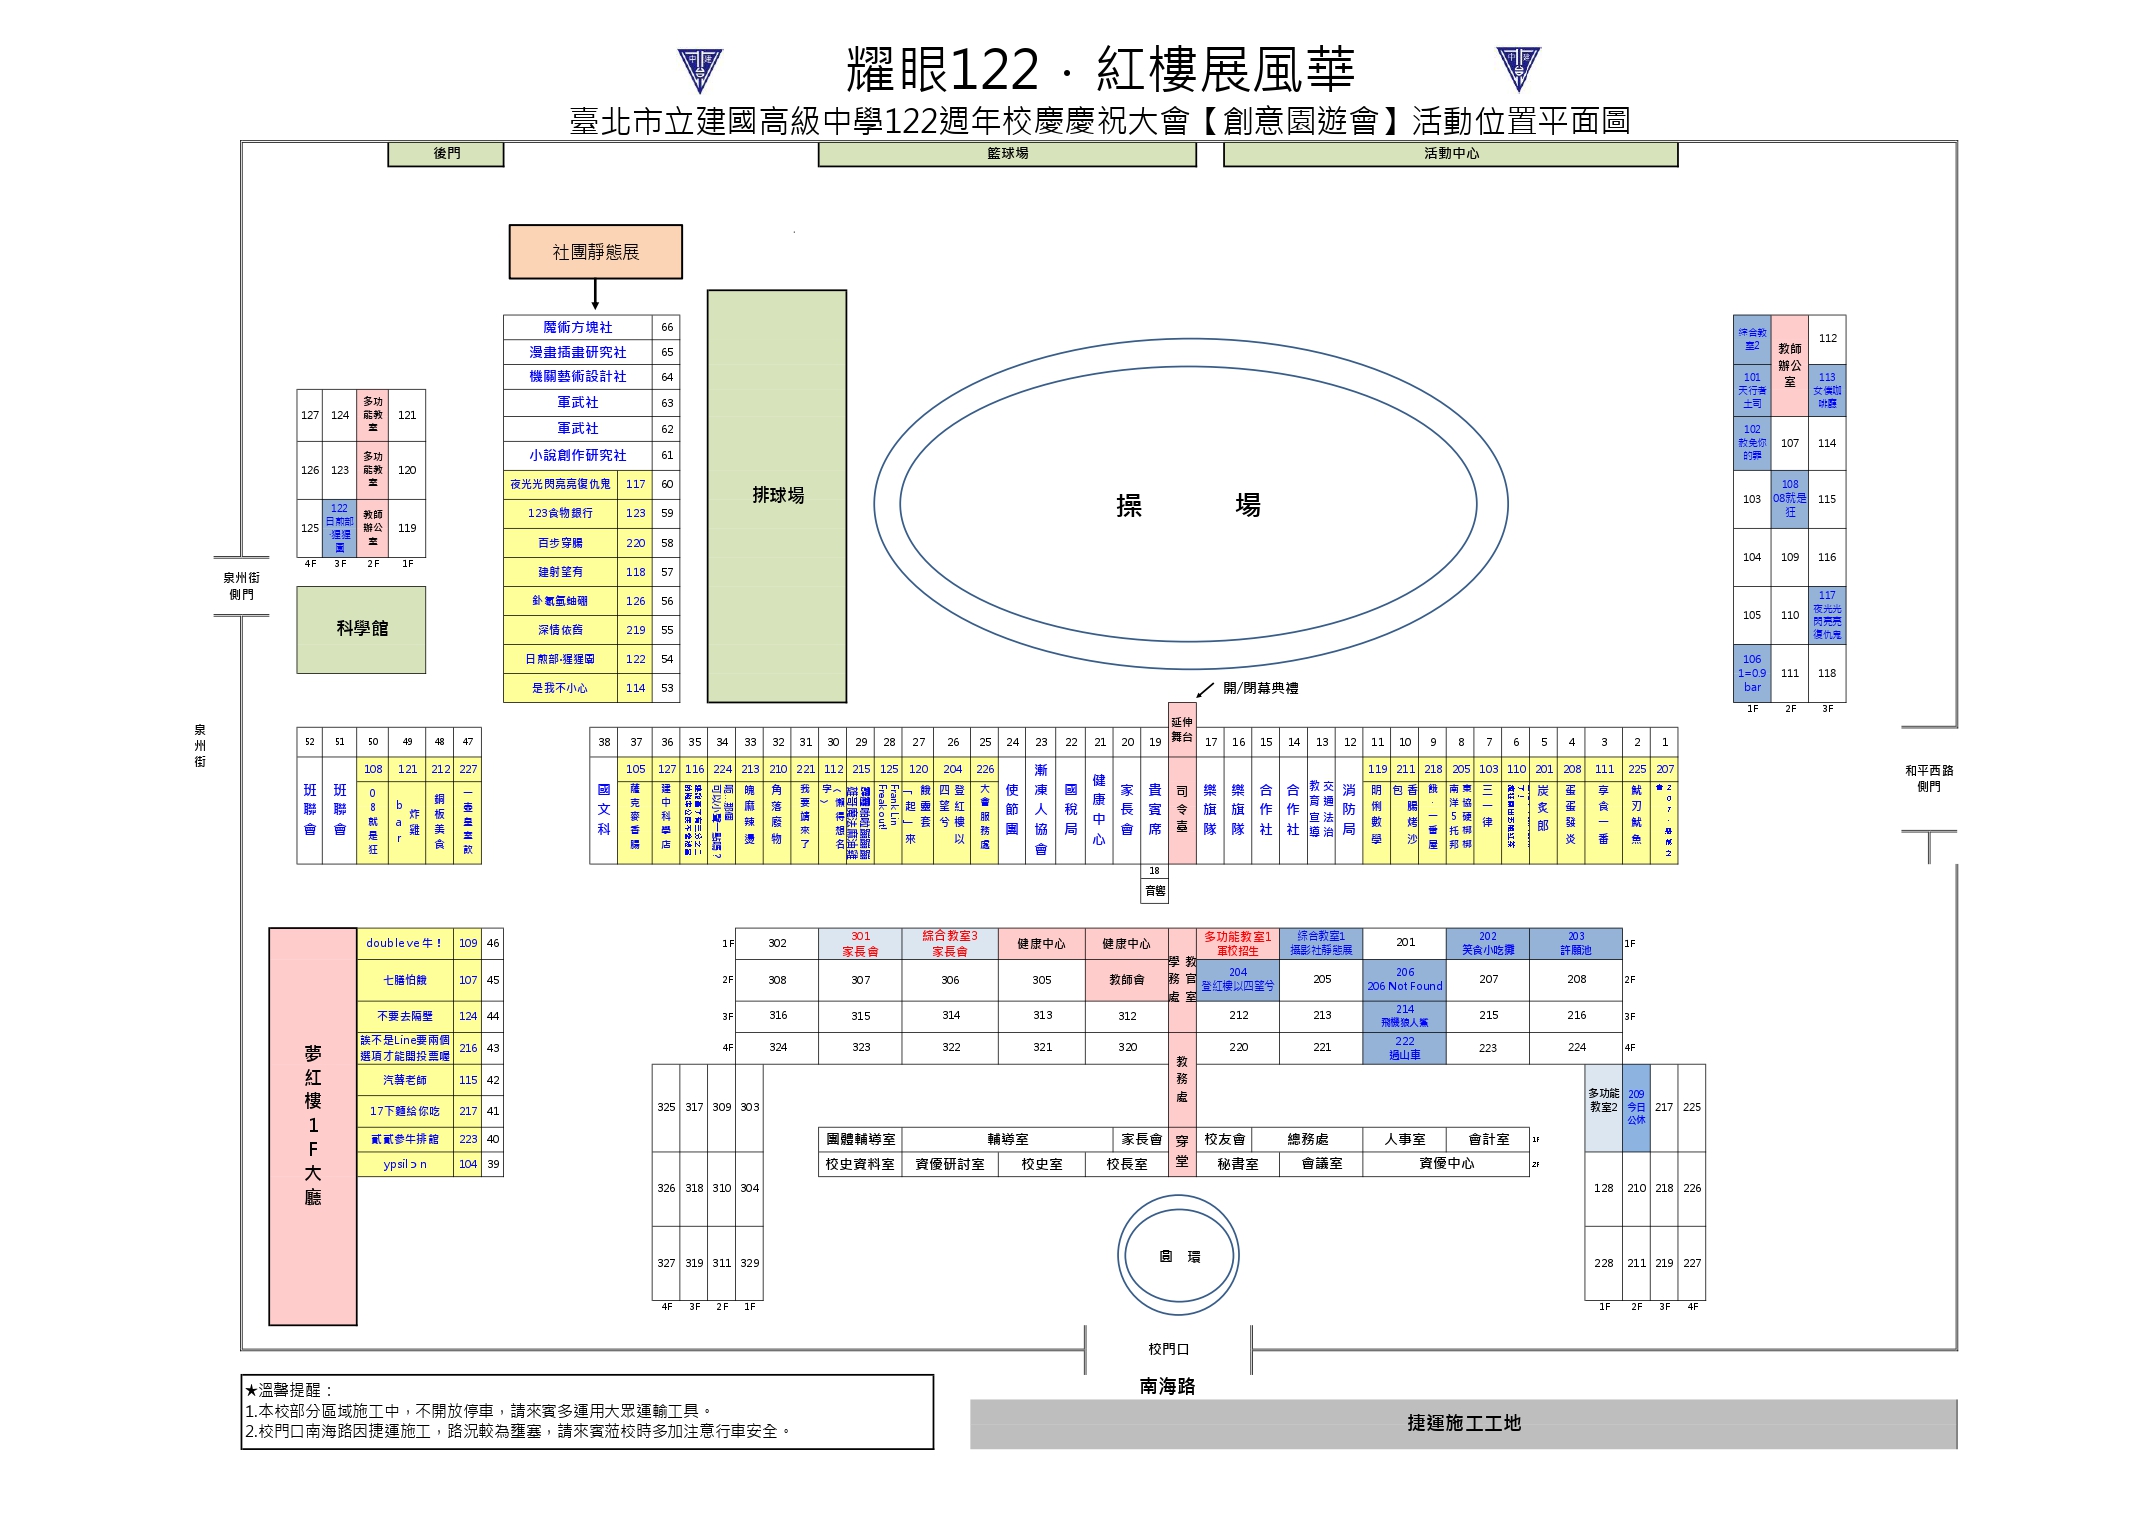 耀眼122．紅樓展風華
臺北市立建國高級中學122週年校慶慶祝大會【創意園遊會】活動位置平面圖
後門
籃球場
活動中心
社團靜態展
魔術方塊社 66
漫畫插畫研究社 65
機關藝術設計社 64
軍武社 63
軍武社 62
小說創作研究社 61
夜光光閃亮亮復仇鬼 117 60
123食物銀行 123 59
百步穿腸 220 58
建射望有 118 57
126 56
深情依舊 219 55
日煎部‧猩猩園 122 54
是我不小心 114 53
排球場
操 場
綜合教室2
教師辦公室
112
101 天行者土司
113 女僕咖啡廳
102 赦免你的罪
107
114
103
108 08就是狂
115
104
109
116
105
110
117 夜光光閃亮亮復仇鬼
106 1=0.9 bar
111
118
1F 2F 3F
127 124 多功能教室 121
126 123 多功能教室 120
125 122 日煎部‧猩猩園 教師辦公室 119
4F 3F 2F 1F
泉州街側門
科學館
泉州街
開/閉幕典禮
延伸舞台
和平西路側門
52 班聯會
51 班聯會
50 108 08就是狂
49 121 炸雞bar
48 212 銅板美食
47 227 一壺皇室飲
38 國文科
37 105 薩克麥香腸
36 127 建中科學店
35 116
34 224
33 213 魄麻辣燙
32 210 角落廢物
31 221 我要請來了
30 112 （懶得想名字）
29 215
28 125 Frank Lin Freak out!
27 120 餓靈套「起」來
26 204 登紅樓以四望兮
25 226 大會服務處
24 使節團
23 漸凍人協會
22 國稅局
21 健康中心
20 家長會
19 貴賓席
司令臺
17 樂旗隊
16 樂旗隊
15 合作社
14 合作社
13 交通法治教育宣導
12 消防局
11 119 明俐數學
10 211 香腸烤沙包
9 218 餓．一番屋
8 205 東協硬梆梆南洋5托邦
7 103 三一律
6 110
5 201 炭炙郎
4 208 蛋蛋發炎
3 111 享食一番
2 225 魷刃魷魚
1 207
18
音響
夢紅樓1F大廳
double ve 牛！ 109 46
七膳怕餓 107 45
不要去隔壁 124 44
誒不是Line要兩個選項才能開投票喔 216 43
汽韓老師 115 42
17下麵給你吃 217 41
貳貳參牛排館 223 40
ypsilɔn 104 39
1F 302
301 家長會
綜合教室3 家長會
健康中心
健康中心
學務處
教官室
多功能教室1 軍校招生
綜合教室1 攝影社靜態展
201
202 笑食小吃攤
203 許願池
1F
2F 308 307 306 305 教師會
204 登紅樓以四望兮
205
206 206 Not Found
207 208 2F
3F 316 315 314 313 312
212 213
214 飛機狼人鯊
215 216 3F
4F 324 323 322 321 320
教務處
220 221
222 過山車
223 224 4F
325 317 309 303
326 318 310 304
327 319 311 329
4F 3F 2F 1F
團體輔導室 輔導室 家長會
穿堂
校友會 總務處 人事室 會計室 1F
校史資料室 資優研討室 校史室 校長室
秘書室 會議室 資優中心 2F
多功能教室2
209 今日公休
217 225
128 210 218 226
228 211 219 227
1F 2F 3F 4F
圓 環
校門口
南海路
捷運施工工地
★溫馨提醒：
1.本校部分區域施工中，不開放停車，請來賓多運用大眾運輸工具。
2.校門口南海路因捷運施工，路況較為壅塞，請來賓蒞校時多加注意行車安全。